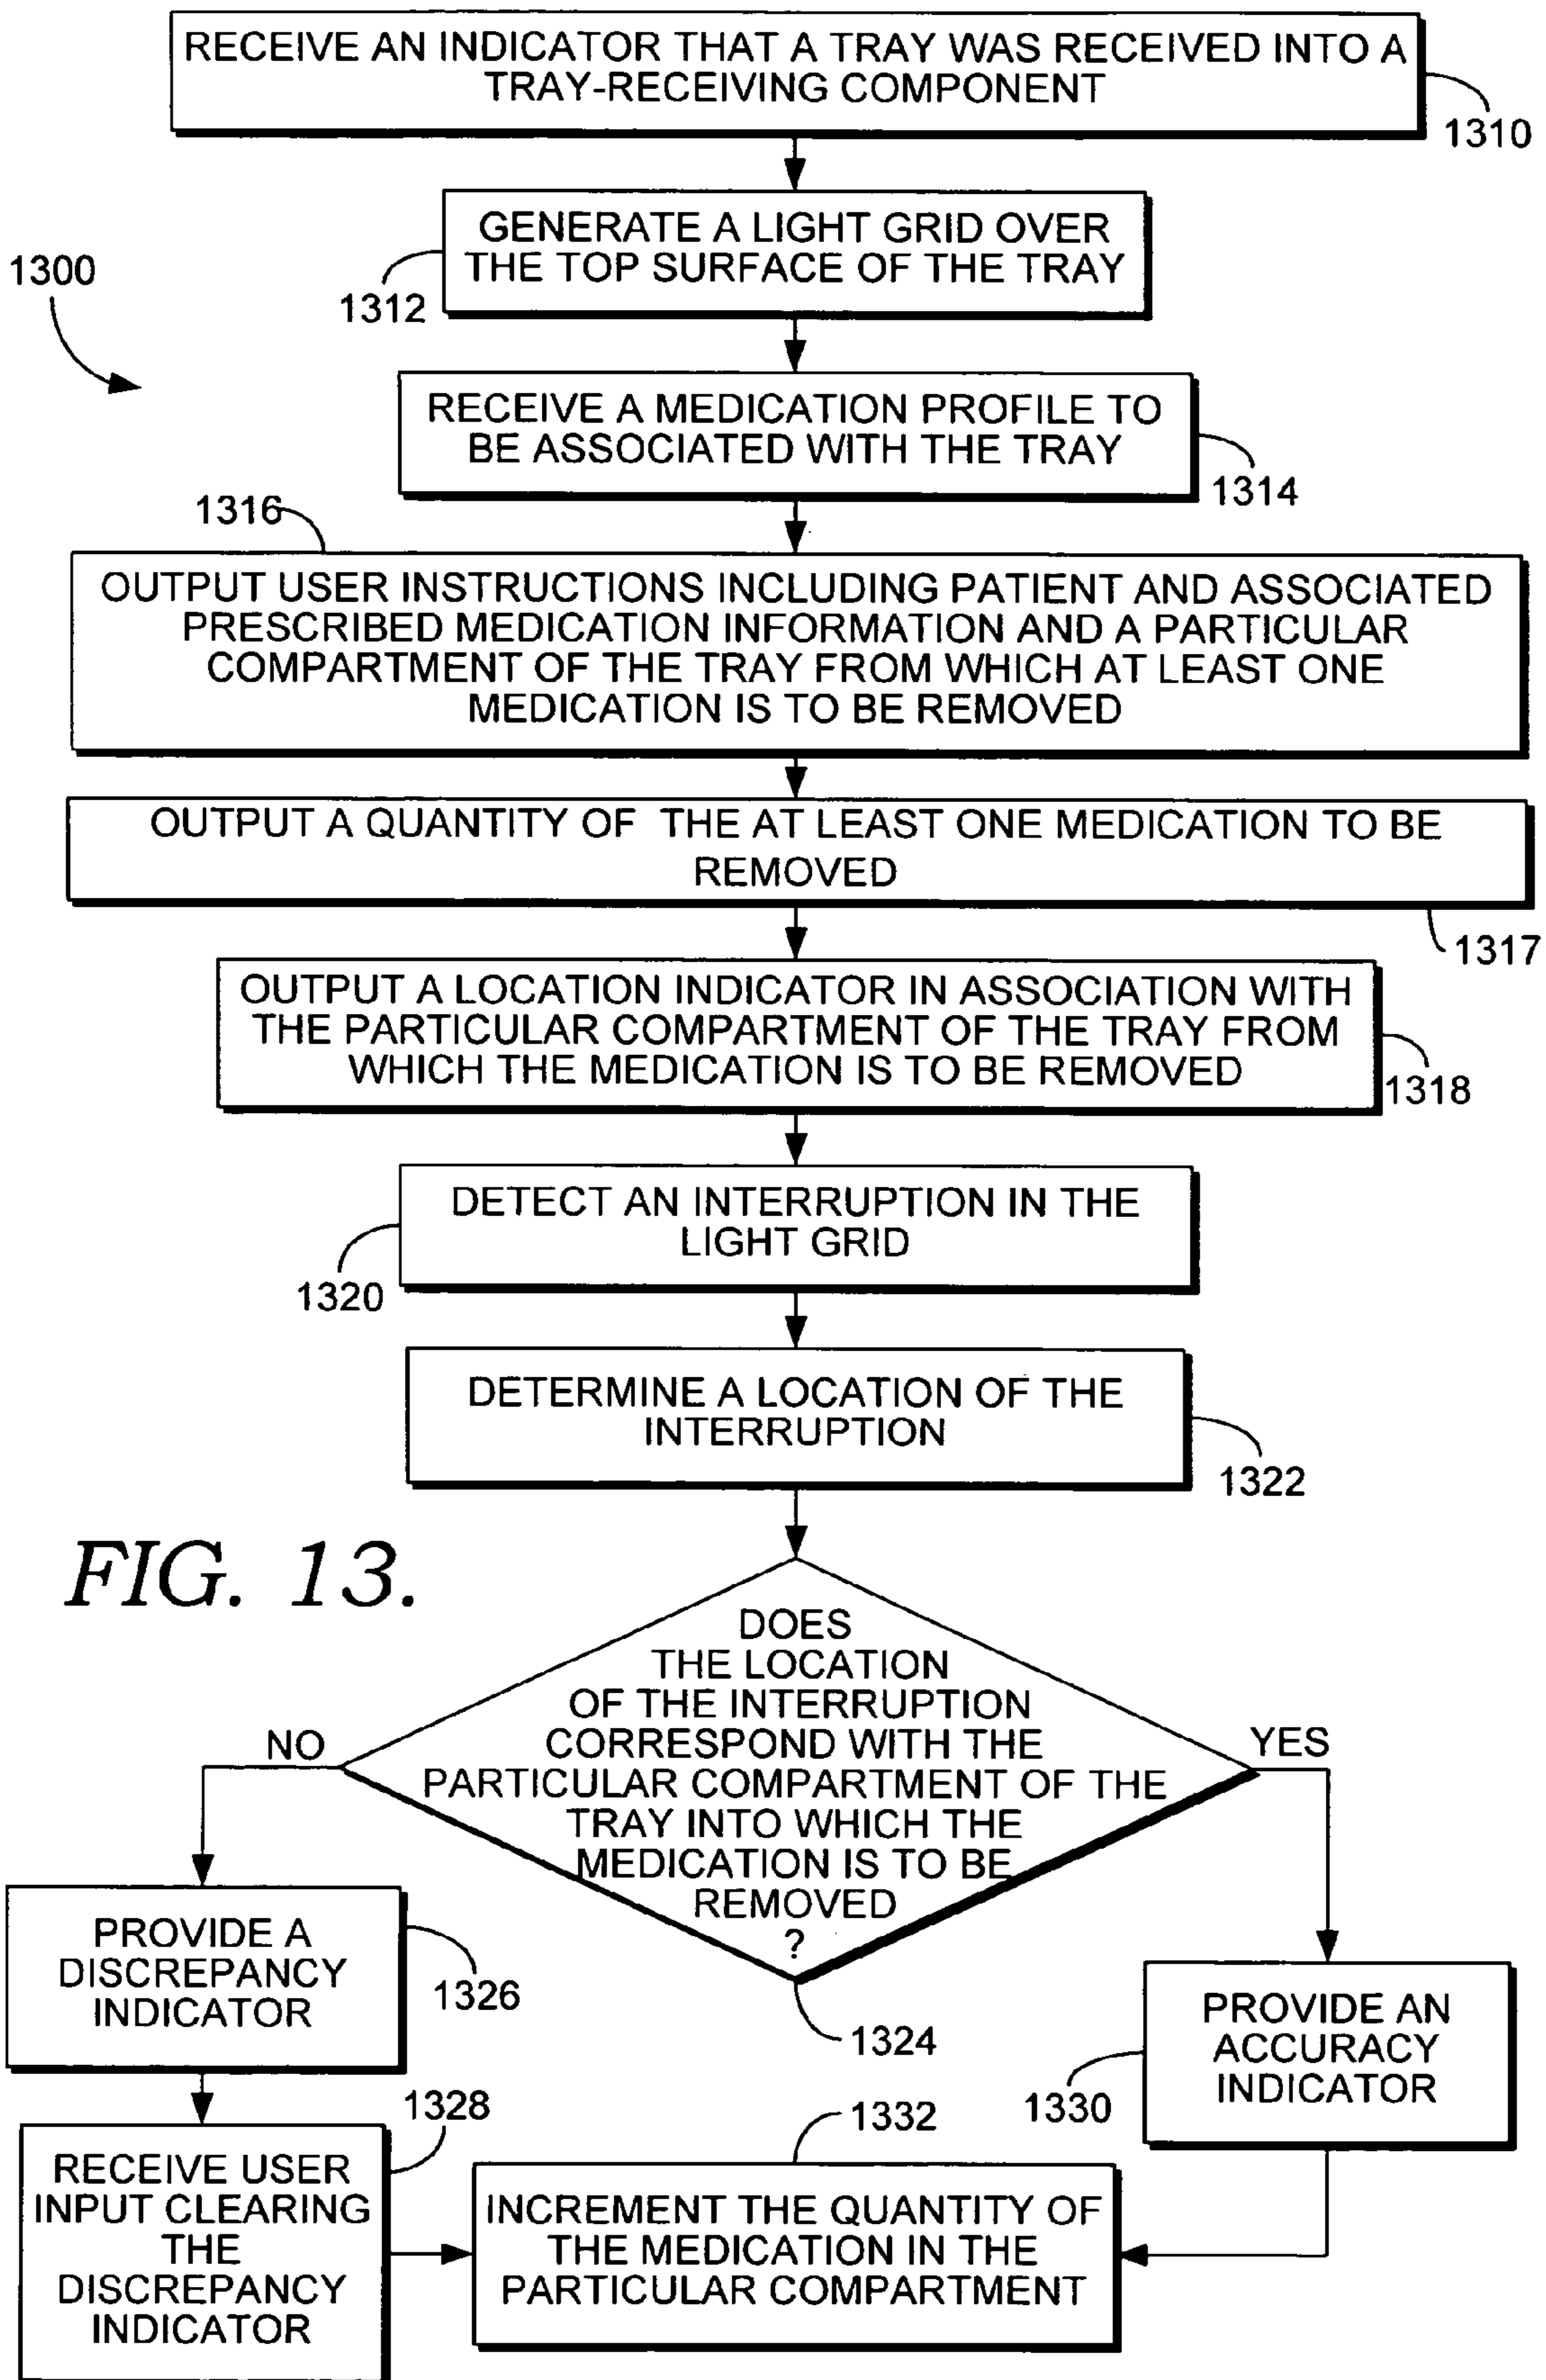 RECEIVE AN INDICATOR THAT A TRAY WAS RECEIVED INTO A
TRAY-RECEIVING COMPONENT
1310
GENERATE A LIGHT GRID OVER
THE TOP SURFACE OF THE TRAY
1300
1312
RECEIVE A MEDICATION PROFILE TO
BE ASSOCIATED WITH THE TRAY
1314
1316
OUTPUT USER INSTRUCTIONS INCLUDING PATIENT AND ASSOCIATED
PRESCRIBED MEDICATION INFORMATION AND A PARTICULAR
COMPARTMENT OF THE TRAY FROM WHICH AT LEAST ONE
MEDICATION IS TO BE REMOVED
OUTPUT A QUANTITY OF THE AT LEAST ONE MEDICATION TO BE
REMOVED
1317
OUTPUT A LOCATION INDICATOR IN ASSOCIATION WITH
THE PARTICULAR COMPARTMENT OF THE TRAY FROM
WHICH THE MEDICATION IS TO BE REMOVED
1318
DETECT AN INTERRUPTION IN THE
LIGHT GRID
1320
DETERMINE A LOCATION OF THE
INTERRUPTION
1322
FIG. 13.
DOES
THE LOCATION
OF THE INTERRUPTION
CORRESPOND WITH THE
PARTICULAR COMPARTMENT OF THE
TRAY INTO WHICH THE
MEDICATION IS TO BE
REMOVED
?
1324
NO
YES
PROVIDE A
DISCREPANCY
INDICATOR
1326
PROVIDE AN
ACCURACY
INDICATOR
1330
1328
RECEIVE USER
INPUT CLEARING
THE
DISCREPANCY
INDICATOR
1332
INCREMENT THE QUANTITY OF
THE MEDICATION IN THE
PARTICULAR COMPARTMENT